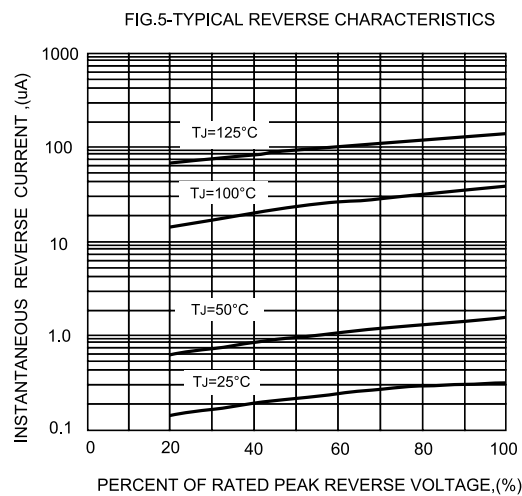 FIG.5-TYPICAL REVERSE CHARACTERISTICS
INSTANTANEOUS REVERSE CURRENT ,(uA)
1000
100
10
1.0
0.1
TJ=125°C
TJ=100°C
TJ=50°C
TJ=25°C
0 20 40 60 80 100
PERCENT OF RATED PEAK REVERSE VOLTAGE,(%)